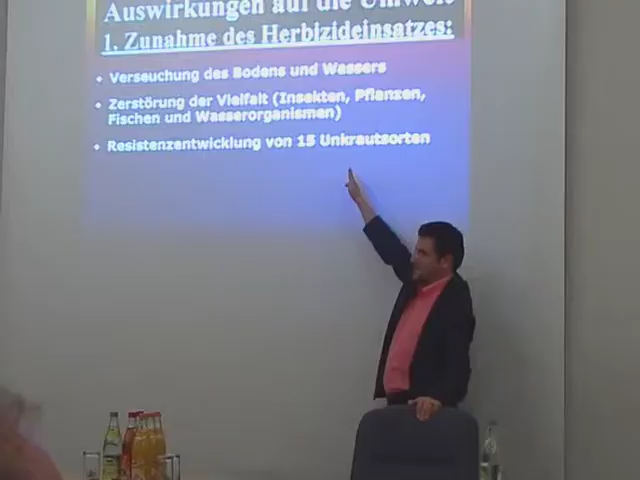 Auswirkungen auf die Umwelt
1. Zunahme des Herbizideinsatzes:
• Verseuchung des Bodens und Wassers
• Zerstörung der Vielfalt (Insekten, Pflanzen,
Fischen und Wasserorganismen)
• Resistenzentwicklung von 15 Unkrautsorten